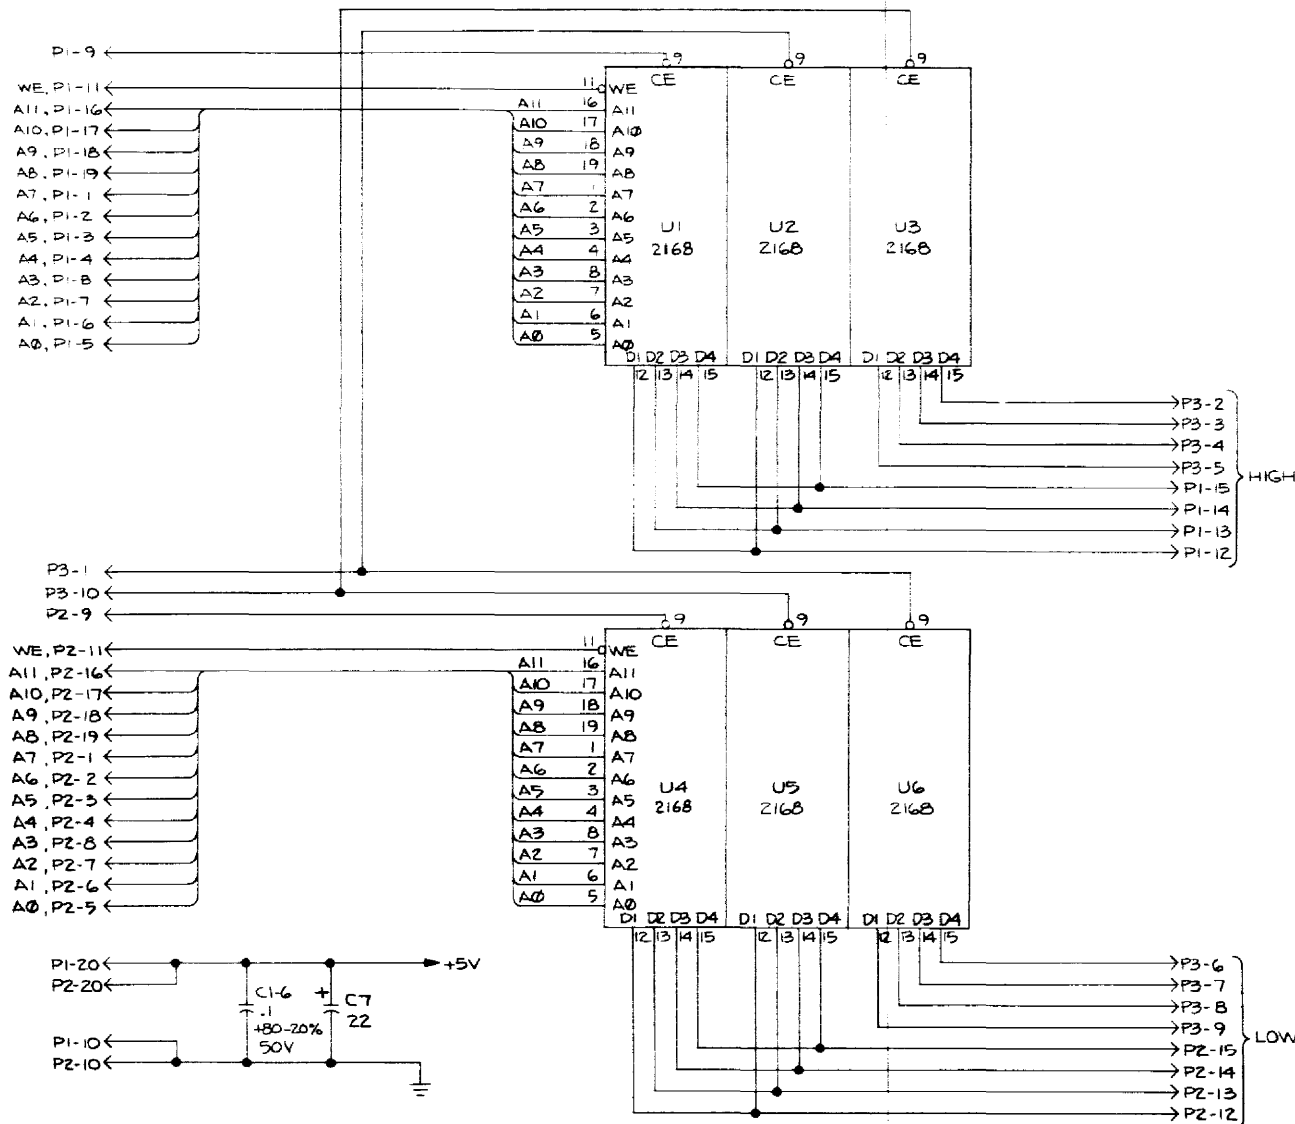 P1-9
9
9
9
CE
CE
CE
WE, P1-11
11
WE
A11, P1-16
A11
16
A11
A10, P1-17
A10
17
A10
A9, P1-18
A9
18
A9
A8, P1-19
A8
19
A8
A7, P1-1
A7
1
A7
A6, P1-2
A6
2
A6
A5, P1-3
A5
3
A5
A4, P1-4
A4
4
A4
A3, P1-8
A3
8
A3
A2, P1-7
A2
7
A2
A1, P1-6
A1
6
A1
A0, P1-5
A0
5
A0
U1
2168
U2
2168
U3
2168
D1 D2 D3 D4
D1 D2 D3 D4
D1 D2 D3 D4
12 13 14 15
12 13 14 15
12 13 14 15
P3-2
P3-3
P3-4
P3-5
P1-15
P1-14
P1-13
P1-12
HIGH
P3-1
P3-10
P2-9
9
9
9
CE
CE
CE
WE, P2-11
11
WE
A11, P2-16
A11
16
A11
A10, P2-17
A10
17
A10
A9, P2-18
A9
18
A9
A8, P2-19
A8
19
A8
A7, P2-1
A7
1
A7
A6, P2-2
A6
2
A6
A5, P2-3
A5
3
A5
A4, P2-4
A4
4
A4
A3, P2-8
A3
8
A3
A2, P2-7
A2
7
A2
A1, P2-6
A1
6
A1
A0, P2-5
A0
5
A0
U4
2168
U5
2168
U6
2168
D1 D2 D3 D4
D1 D2 D3 D4
D1 D2 D3 D4
12 13 14 15
12 13 14 15
12 13 14 15
P3-6
P3-7
P3-8
P3-9
P2-15
P2-14
P2-13
P2-12
LOW
P1-20
P2-20
+5V
C1-6
.1
+80-20%
50V
+
C7
22
P1-10
P2-10